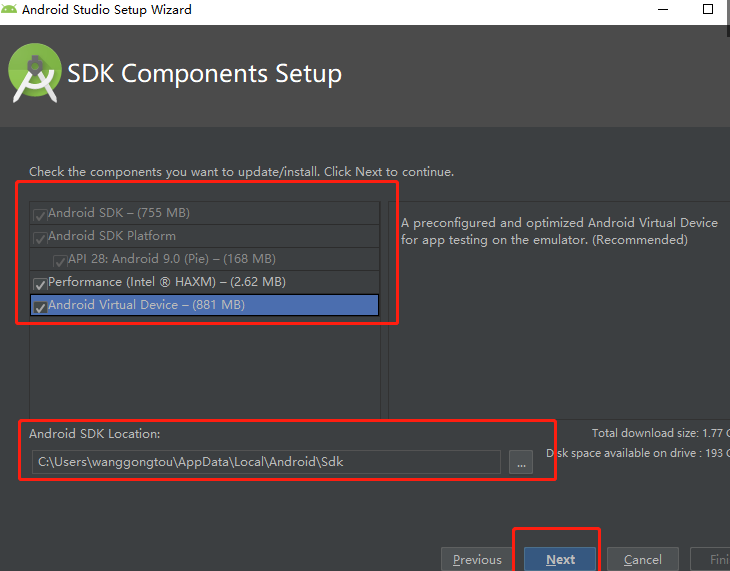 Android Studio Setup Wizard
SDK Components Setup
Check the components you want to update/install. Click Next to continue.
Android SDK – (755 MB)
Android SDK Platform
API 28: Android 9.0 (Pie) – (168 MB)
Performance (Intel ® HAXM) – (2.62 MB)
Android Virtual Device – (881 MB)
A preconfigured and optimized Android Virtual Device
for app testing on the emulator. (Recommended)
Android SDK Location:
C:\Users\wanggongtou\AppData\Local\Android\Sdk
...
Total download size: 1.77 G
Disk space available on drive : 193 G
Previous
Next
Cancel
Fini